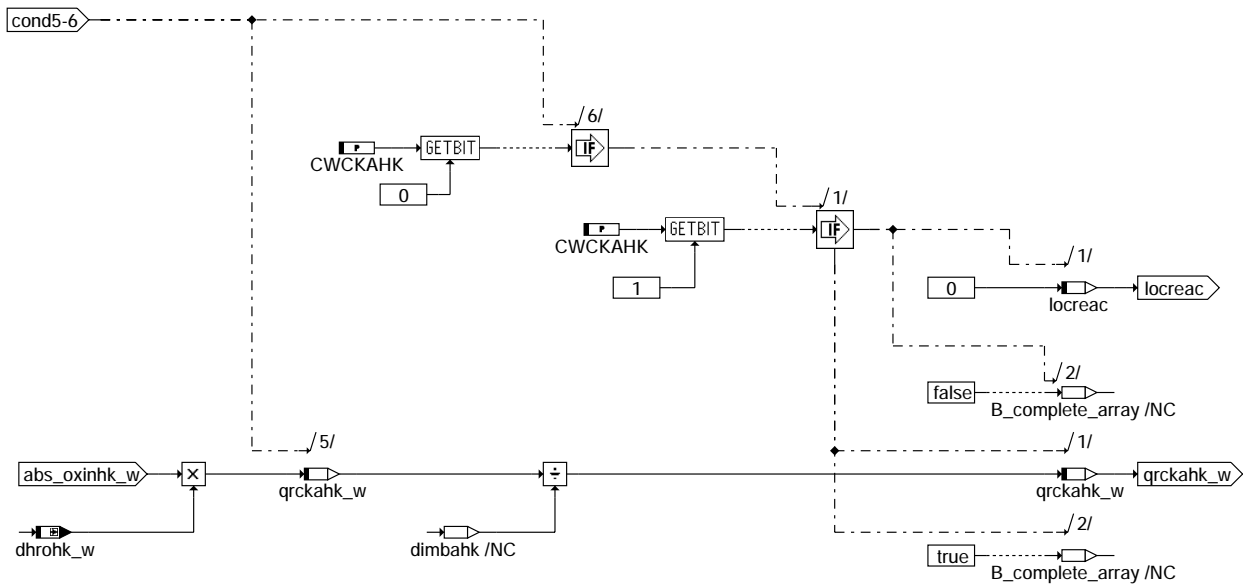 cond5-6
/6/
P
GETBIT
IF
CWCKAHK
0
/1/
P
GETBIT
IF
CWCKAHK
1
/1/
0
locreac
locreac
/2/
false
B_complete_array /NC
/5/
/1/
abs_oxinhk_w
×
qrckahk_w
÷
qrckahk_w
qrckahk_w
dhrohk_w
dimbahk /NC
/2/
true
B_complete_array /NC